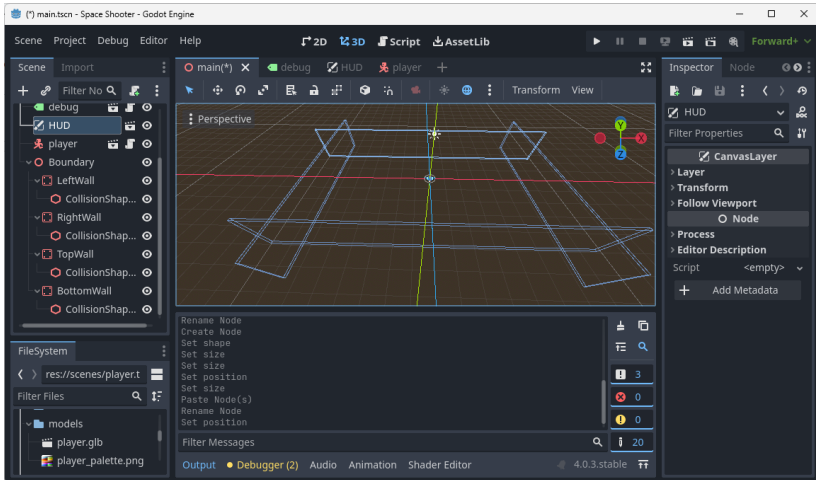 (*) main.tscn - Space Shooter - Godot Engine
Scene Project Debug Editor Help 2D 3D Script AssetLib Forward+
Scene Import
main(*) debug HUD player
Inspector Node
Filter No
Transform View
debug
HUD
player
Boundary
LeftWall
CollisionShap...
RightWall
CollisionShap...
TopWall
CollisionShap...
BottomWall
CollisionShap...
Perspective
Y
X
Z
HUD
Filter Properties
CanvasLayer
Layer
Transform
Follow Viewport
Node
Process
Editor Description
Script <empty>
Add Metadata
FileSystem
res://scenes/player.t
Filter Files
models
player.glb
player_palette.png
Rename Node
Create Node
Set shape
Set size
Set size
Set position
Set size
Paste Node(s)
Rename Node
Set position
3
0
0
20
Filter Messages
Output Debugger (2) Audio Animation Shader Editor 4.0.3.stable